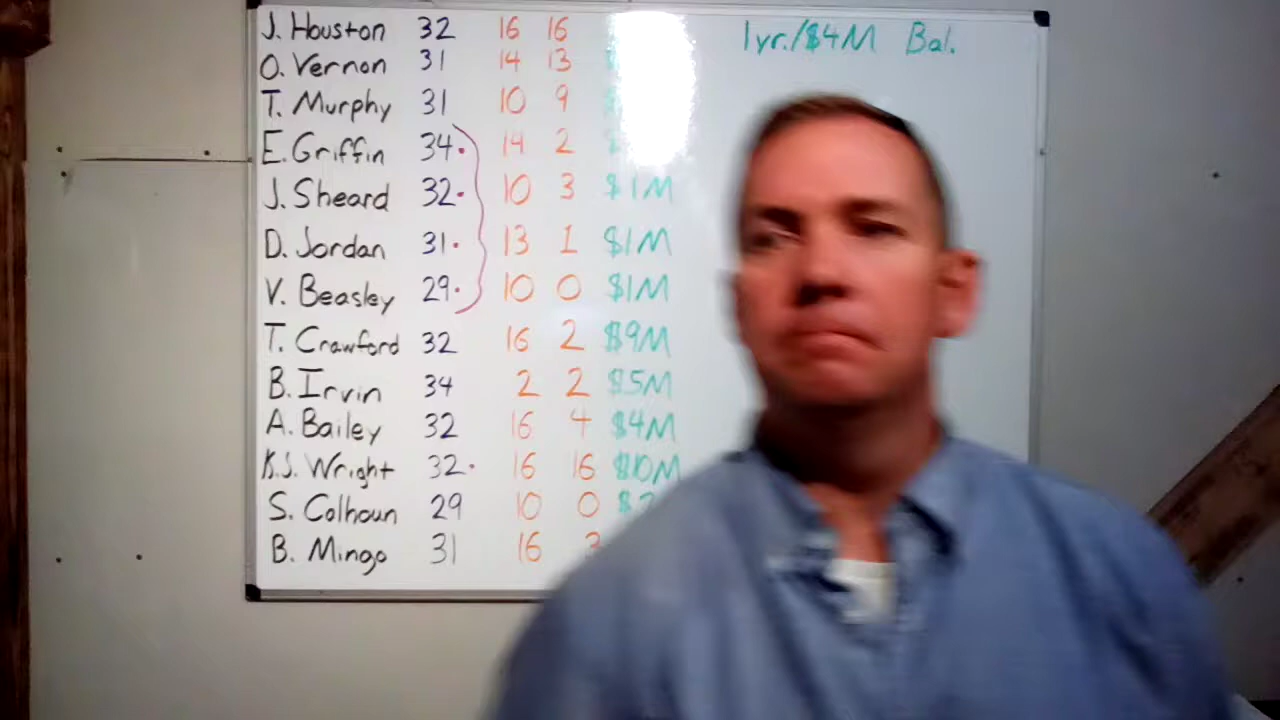 J. Houston 32 16 16 1yr./$4M Bal.
O. Vernon 31 14 13
T. Murphy 31 10 9
E. Griffin 34 14 2
J. Sheard 32 10 3 $1M
D. Jordan 31 13 1 $1M
V. Beasley 29 10 0 $1M
T. Crawford 32 16 2 $9M
B. Irvin 34 2 2 $5M
A. Bailey 32 16 4 $4M
K.J. Wright 32 16 16 $10M
S. Calhoun 29 10 0
B. Mingo 31 16 3